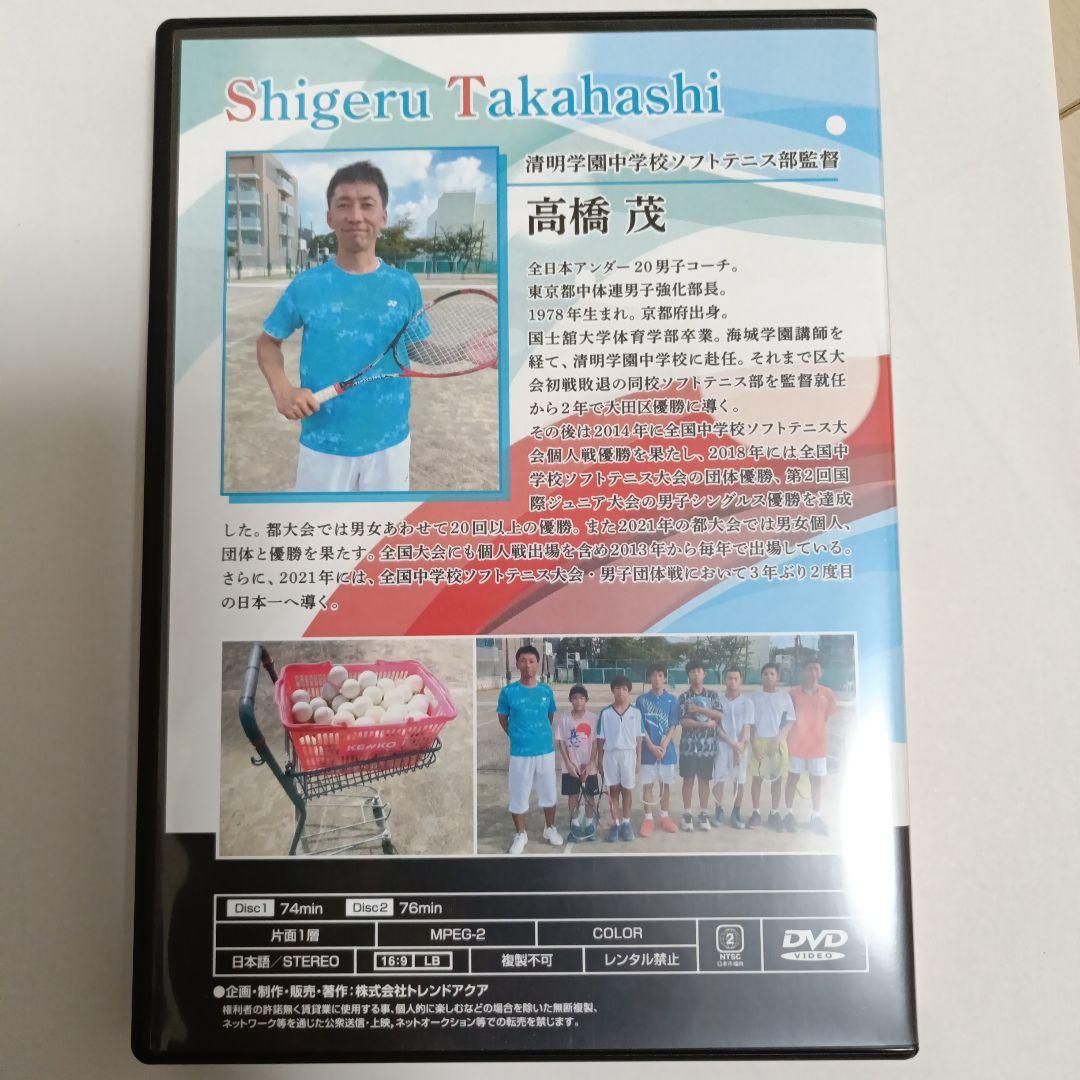 Shigeru Takahashi
清明学園中学校ソフトテニス部監督
高橋 茂
全日本アンダー20男子コーチ。
東京都中体連男子強化部長。
1978年生まれ。京都府出身。
国士舘大学体育学部卒業。海城学園講師を
経て、清明学園中学校に赴任。それまで区大
会初戦敗退の同校ソフトテニス部を監督就任
から2年で大田区優勝に導く。
その後は2014年に全国中学校ソフトテニス大
会個人戦優勝を果たし、2018年には全国中
学校ソフトテニス大会の団体優勝、第2回国
際ジュニア大会の男子シングルス優勝を達成
した。都大会では男女あわせて20回以上の優勝。また2021年の都大会では男女個人、
団体と優勝を果たす。全国大会にも個人戦出場を含め2013年から毎年で出場している。
さらに、2021年には、全国中学校ソフトテニス大会・男子団体戦において3年ぶり2度目
の日本一へ導く。
KENKO
Disc1 74min Disc2 76min
片面1層 MPEG-2 COLOR
日本語/STEREO 16:9 LB 複製不可 レンタル禁止
2 NTSC 日本市場向 DVD VIDEO
●企画・制作・販売・著作：株式会社トレンドアクア
権利者の許諾無く賃貸業に使用する事、個人的に楽しむなどの場合を除いた無断複製、
ネットワーク等を通じた公衆送信・上映、ネットオークション等での転売を禁じます。